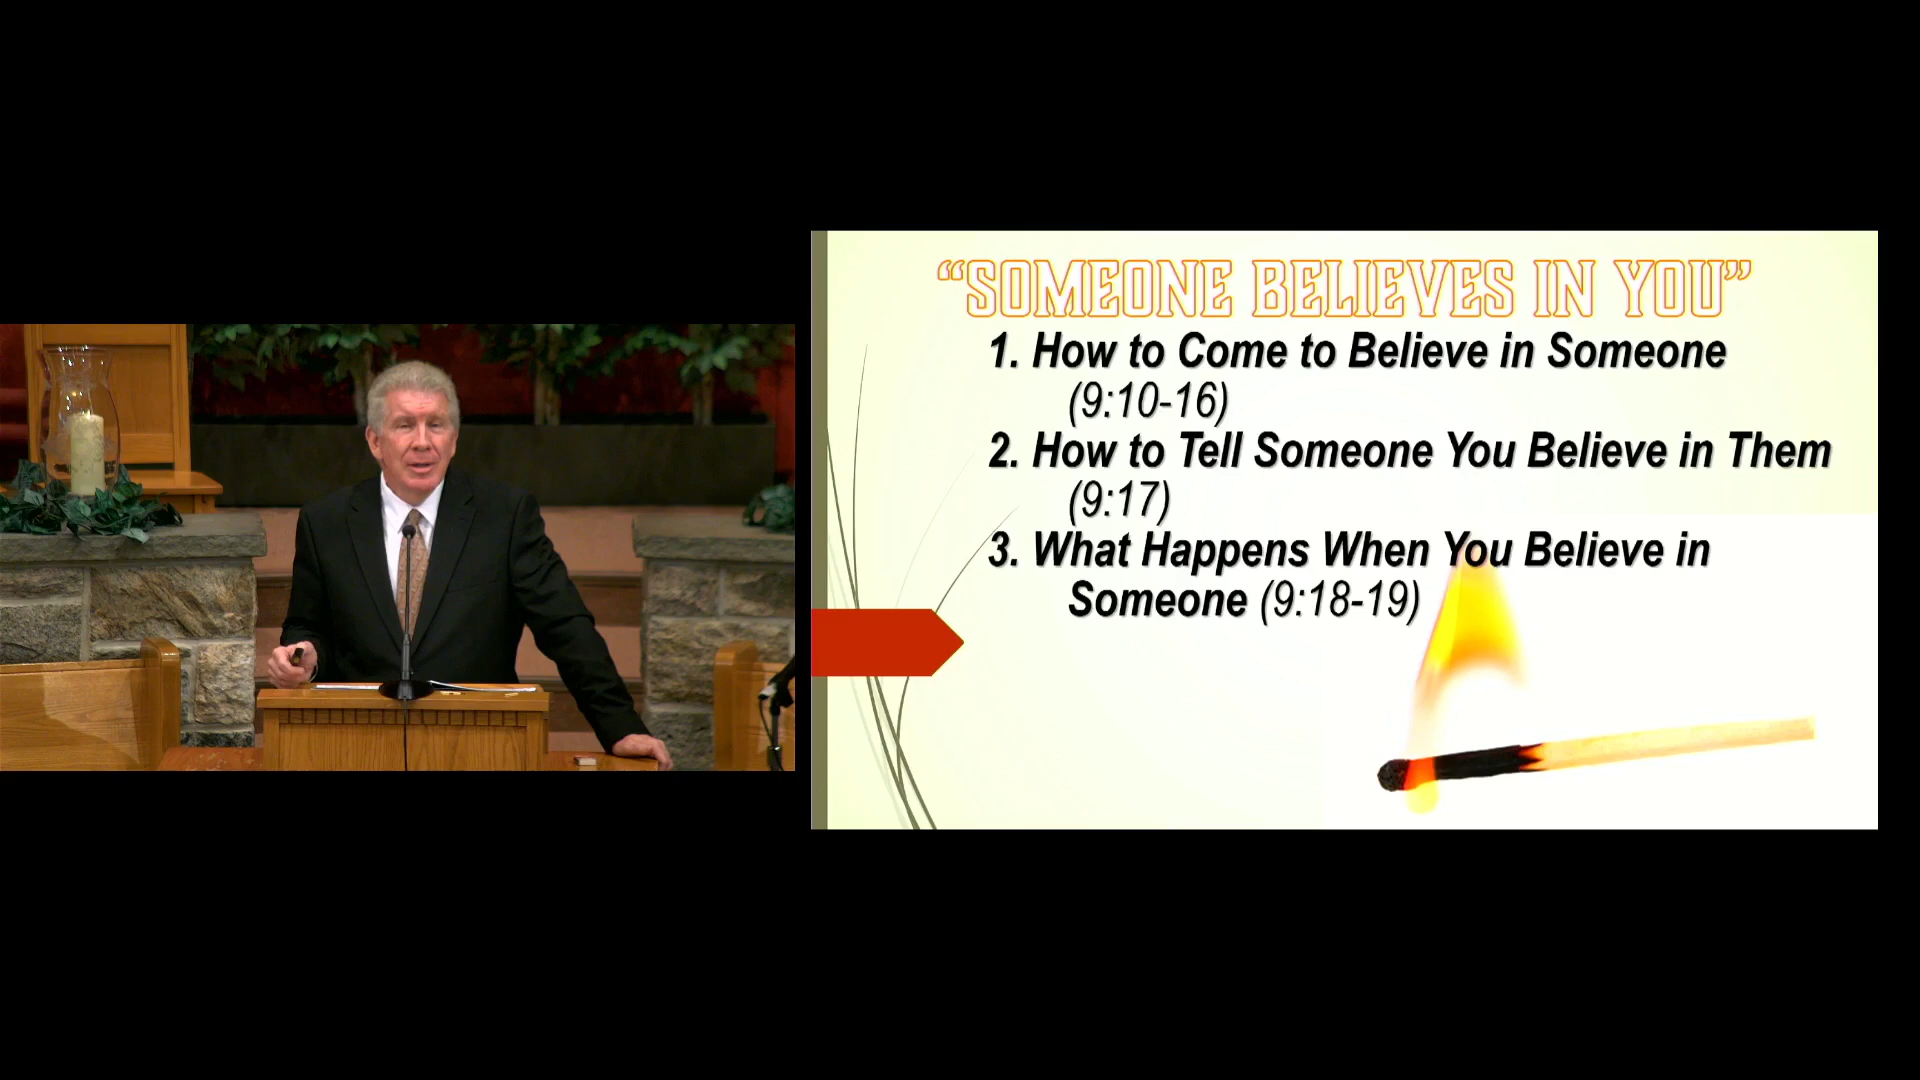 “SOMEONE BELIEVES IN YOU”
1. How to Come to Believe in Someone
(9:10-16)
2. How to Tell Someone You Believe in Them
(9:17)
3. What Happens When You Believe in
Someone (9:18-19)